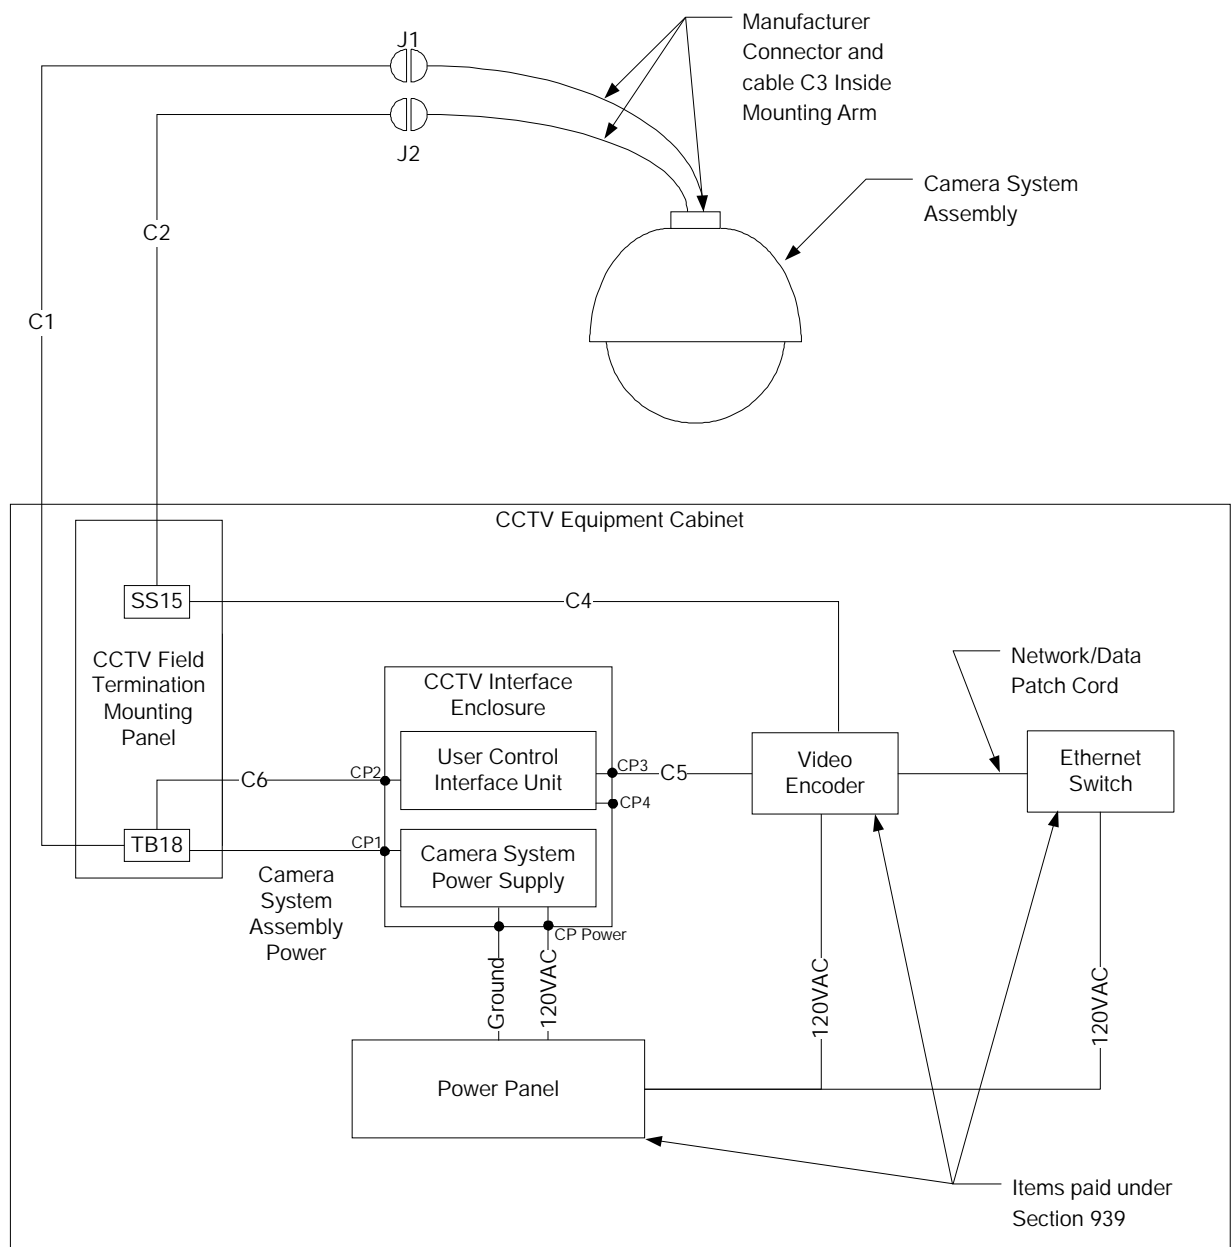 J1
J2
Manufacturer
Connector and
cable C3 Inside
Mounting Arm
Camera System
Assembly
C2
C1
CCTV Equipment Cabinet
SS15
C4
CCTV Field
Termination
Mounting
Panel
CCTV Interface
Enclosure
Network/Data
Patch Cord
User Control
Interface Unit
Video
Encoder
Ethernet
Switch
C6
CP2
CP3
C5
CP4
TB18
CP1
Camera System
Power Supply
Camera
System
Assembly
Power
CP Power
Ground
120VAC
120VAC
120VAC
Power Panel
Items paid under
Section 939